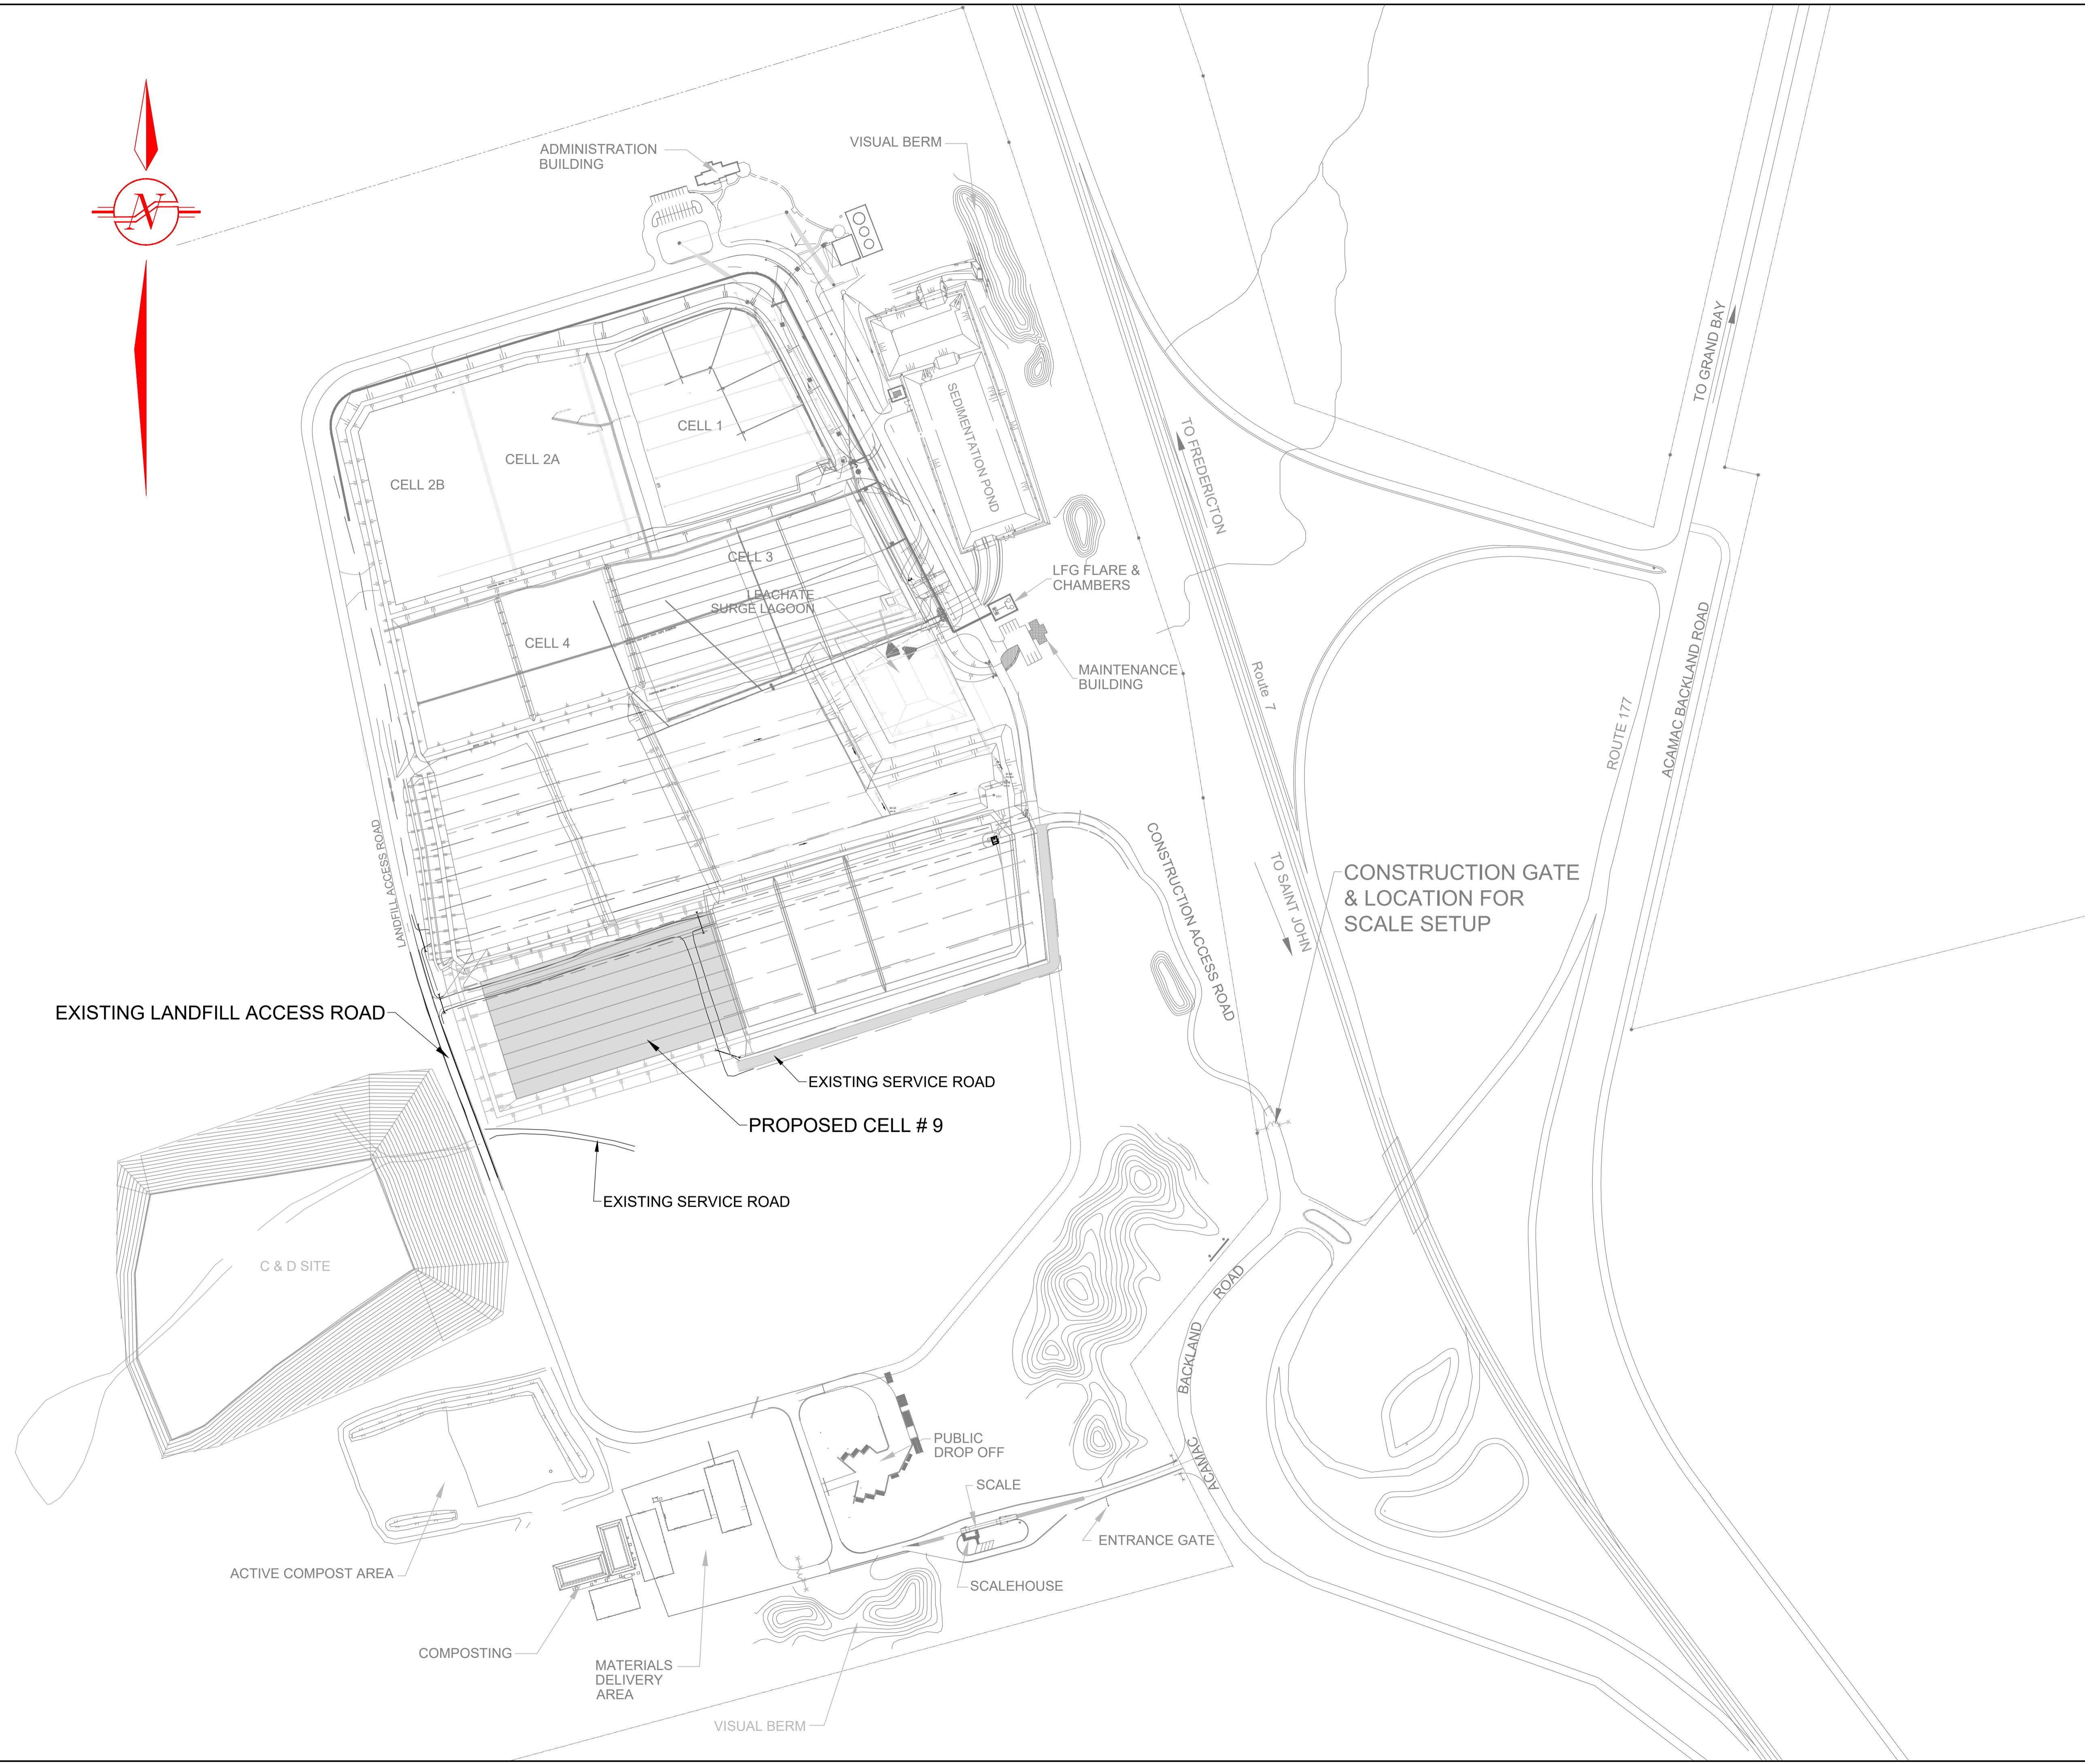 ADMINISTRATION
BUILDING
VISUAL BERM
N
TO GRAND BAY
CELL 1
CELL 2A
CELL 2B
SEDIMENTATION POND
TO FREDERICTON
CELL 3
LFG FLARE &
CHAMBERS
LEACHATE
SURGE LAGOON
CELL 4
MAINTENANCE
BUILDING
Route 7
ROUTE 177
ACAMAC BACKLAND ROAD
LANDFILL ACCESS ROAD
CONSTRUCTION ACCESS ROAD
TO SAINT JOHN
CONSTRUCTION GATE
& LOCATION FOR
SCALE SETUP
EXISTING LANDFILL ACCESS ROAD
EXISTING SERVICE ROAD
PROPOSED CELL # 9
EXISTING SERVICE ROAD
C & D SITE
ACAMAC BACKLAND ROAD
PUBLIC
DROP OFF
SCALE
ENTRANCE GATE
ACTIVE COMPOST AREA
SCALEHOUSE
COMPOSTING
MATERIALS
DELIVERY
AREA
VISUAL BERM